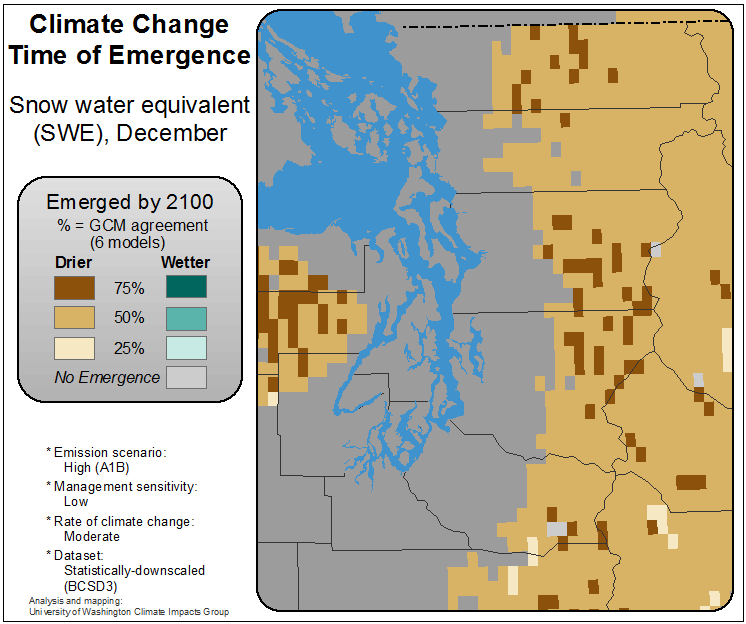 Climate Change
Time of Emergence
Snow water equivalent
(SWE), December
Emerged by 2100
% = GCM agreement
(6 models)
Drier Wetter
75%
50%
25%
No Emergence
* Emission scenario:
High (A1B)
* Management sensitivity:
Low
* Rate of climate change:
Moderate
* Dataset:
Statistically-downscaled
(BCSD3)
Analysis and mapping:
University of Washington Climate Impacts Group